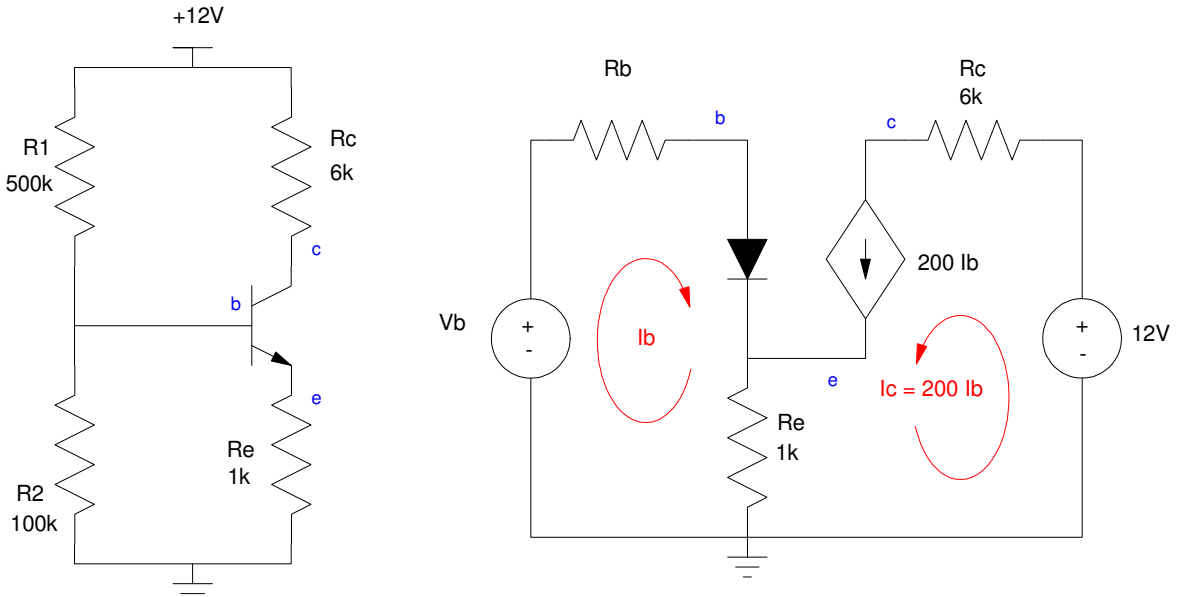 +12V
R1
500k
Rc
6k
c
b
e
R2
100k
Re
1k
Rb
b
c
Rc
6k
200 Ib
Vb
+
-
Ib
e
Ic = 200 Ib
Re
1k
+
-
12V